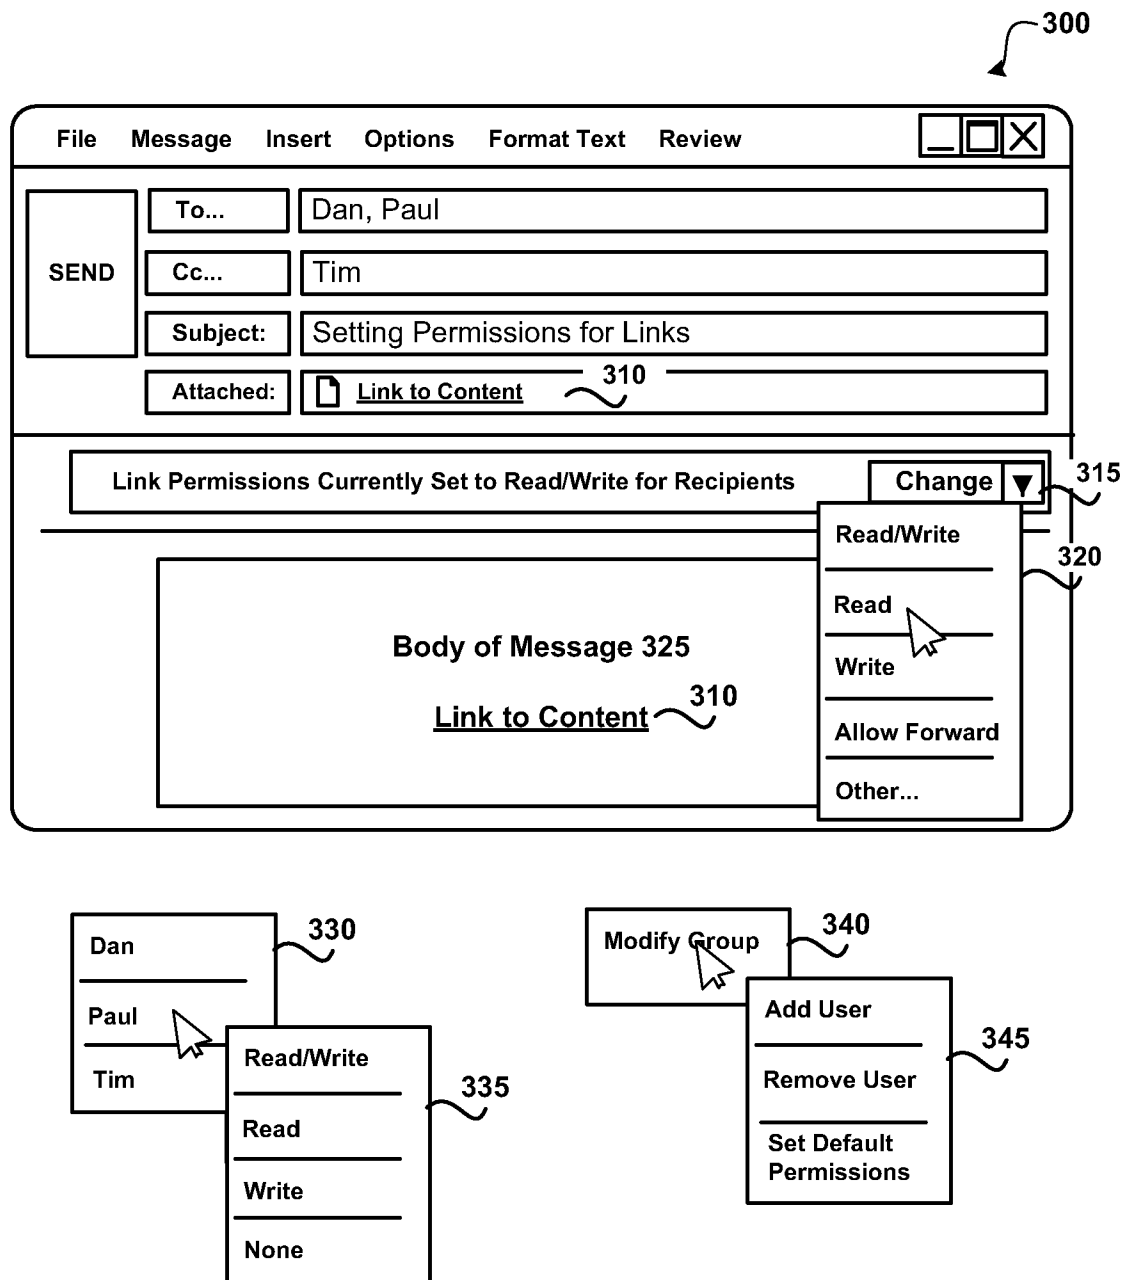 300
File Message Insert Options Format Text Review
SEND
To... Dan, Paul
Cc... Tim
Subject: Setting Permissions for Links
Attached: Link to Content 310
Link Permissions Currently Set to Read/Write for Recipients Change 315
Read/Write
320
Read
Write
Allow Forward
Other...
Body of Message 325
Link to Content 310
Dan
330
Paul
Tim
Read/Write
335
Read
Write
None
Modify Group
340
Add User
345
Remove User
Set Default
Permissions